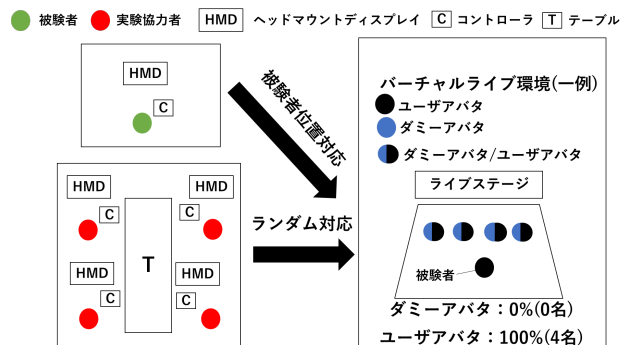 被験者 実験協力者 HMD ヘッドマウントディスプレイ C コントローラ T テーブル
HMD
C
被験者位置対応
HMD HMD
C C
T
HMD HMD
C C
ランダム対応
バーチャルライブ環境(一例)
ユーザアバタ
ダミーアバタ
ダミーアバタ/ユーザアバタ
ライブステージ
被験者
ダミーアバタ：0%(0名)
ユーザアバタ：100%(4名)